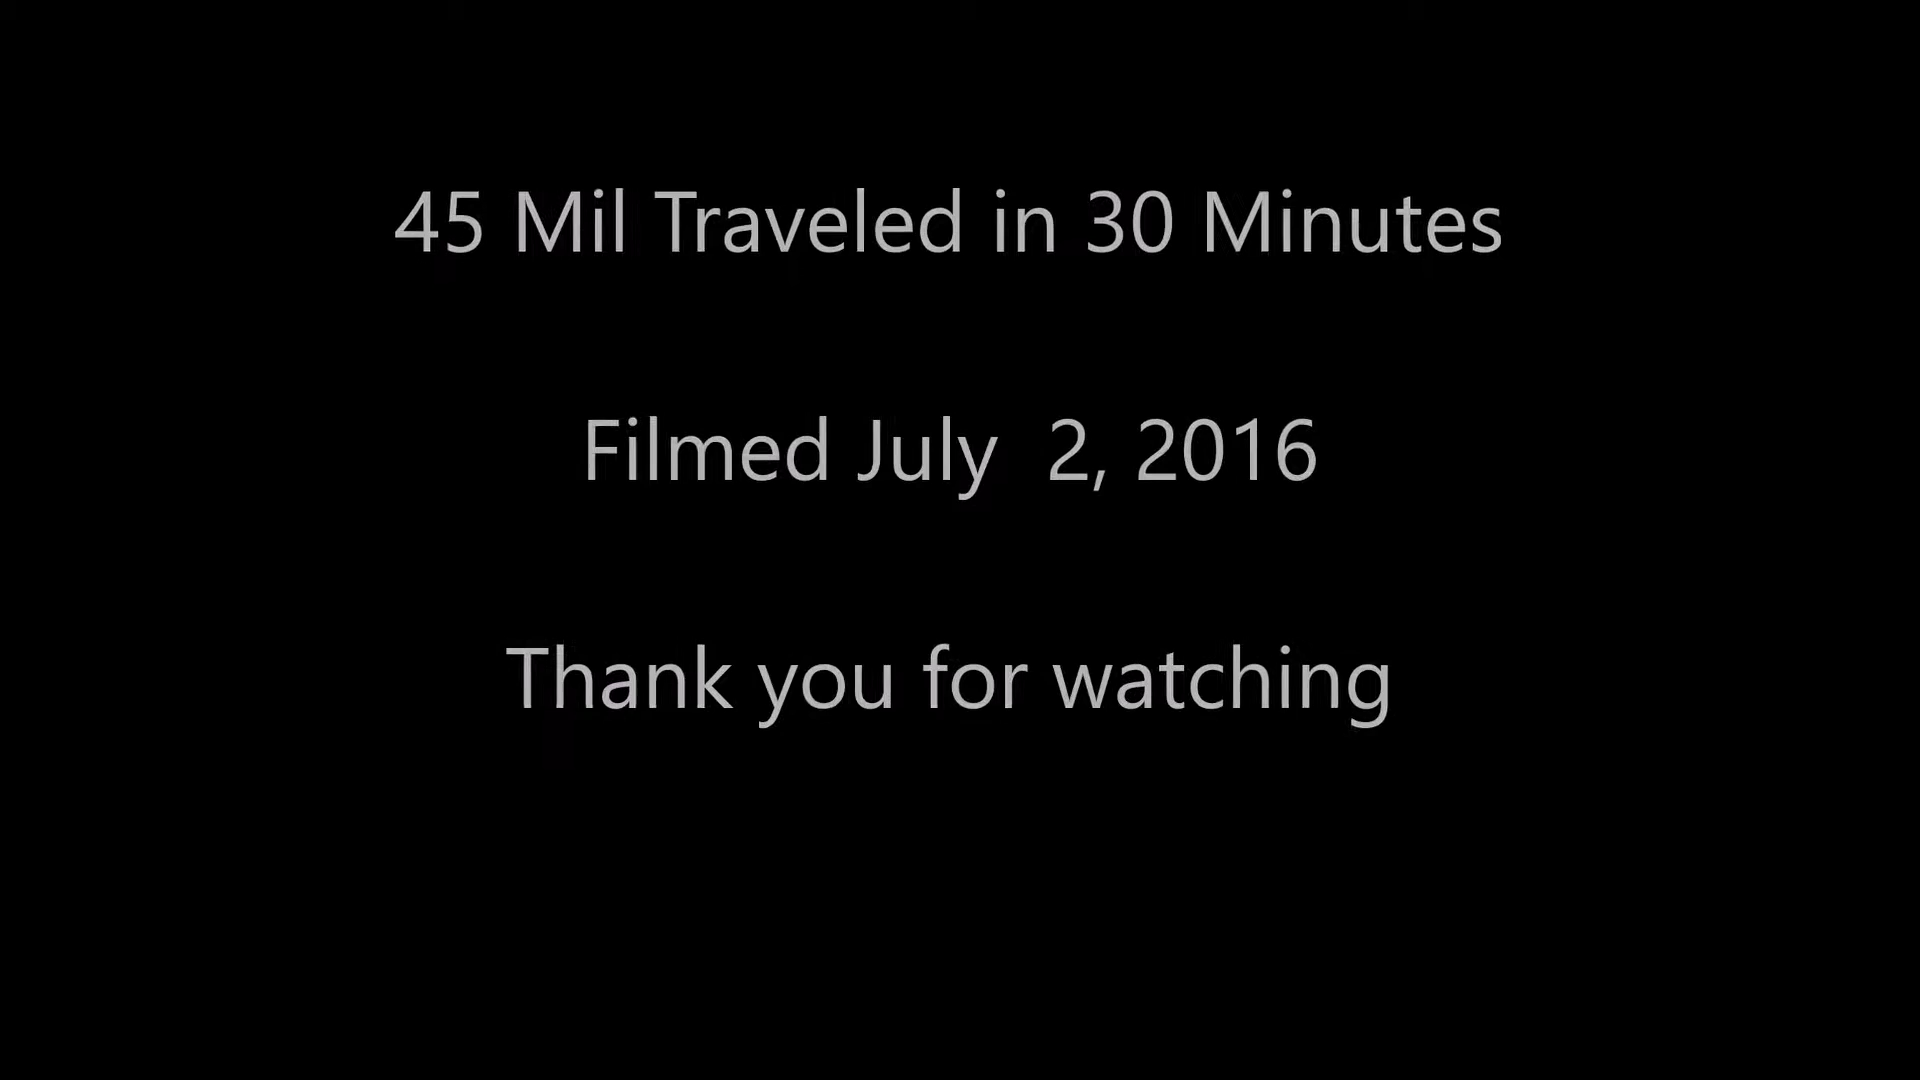 45 Mil Traveled in 30 Minutes
Filmed July  2, 2016
Thank you for watching